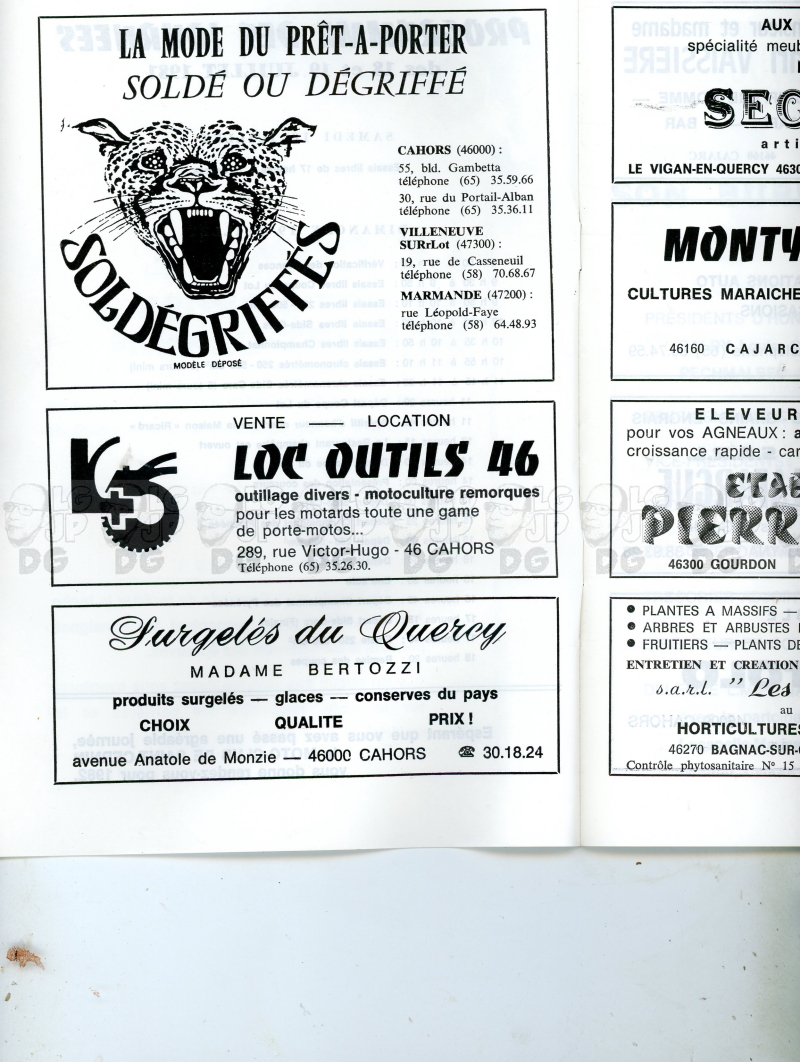 LA MODE DU PRÊT-A-PORTER
SOLDÉ OU DÉGRIFFÉ
CAHORS (46000) :
55, bld. Gambetta
téléphone (65) 35.59.66
30, rue du Portail-Alban
téléphone (65) 35.36.11
VILLENEUVE
SURrLot (47300) :
19, rue de Casseneuil
téléphone (58) 70.68.67
MARMANDE (47200) :
rue Léopold-Faye
téléphone (58) 64.48.93
SOLDÉGRIFFES
MODÈLE DÉPOSÉ
VENTE —— LOCATION
LOC OUTILS 46
outillage divers - motoculture remorques
pour les motards toute une game
de porte-motos...
289, rue Victor-Hugo - 46 CAHORS
Téléphone (65) 35.26.30.
Surgelés du Quercy
MADAME BERTOZZI
produits surgelés — glaces — conserves du pays
CHOIX QUALITE PRIX !
avenue Anatole de Monzie — 46000 CAHORS ☎ 30.18.24
AUX
spécialité meub
SEC
arti
LE VIGAN-EN-QUERCY 4630
MONTY
CULTURES MARAICHE
46160 CAJARC
ELEVEUR
pour vos AGNEAUX : a
croissance rapide - car
ETAB
PIERR
46300 GOURDON
• PLANTES A MASSIFS —
• ARBRES ET ARBUSTES
• FRUITIERS — PLANTS DE
ENTRETIEN ET CREATION
s.a.r.l. " Les
au
HORTICULTURES
46270 BAGNAC-SUR-
Contrôle phytosanitaire N° 15
LG JP DG